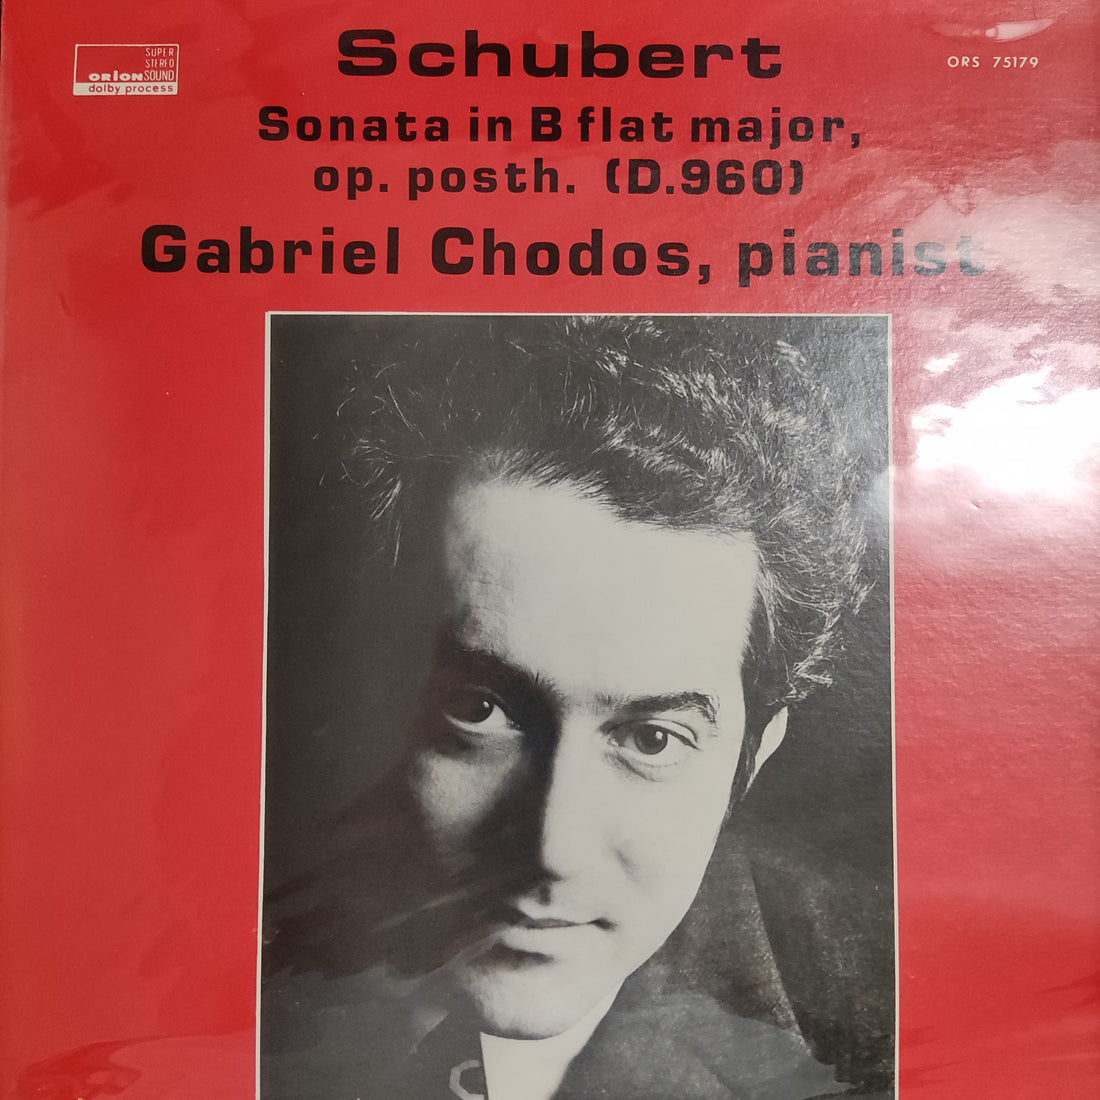 SUPER
STEREO
ORION SOUND
dolby process
Schubert
ORS 75179
Sonata in B flat major,
op. posth. (D.960)
Gabriel Chodos, pianist